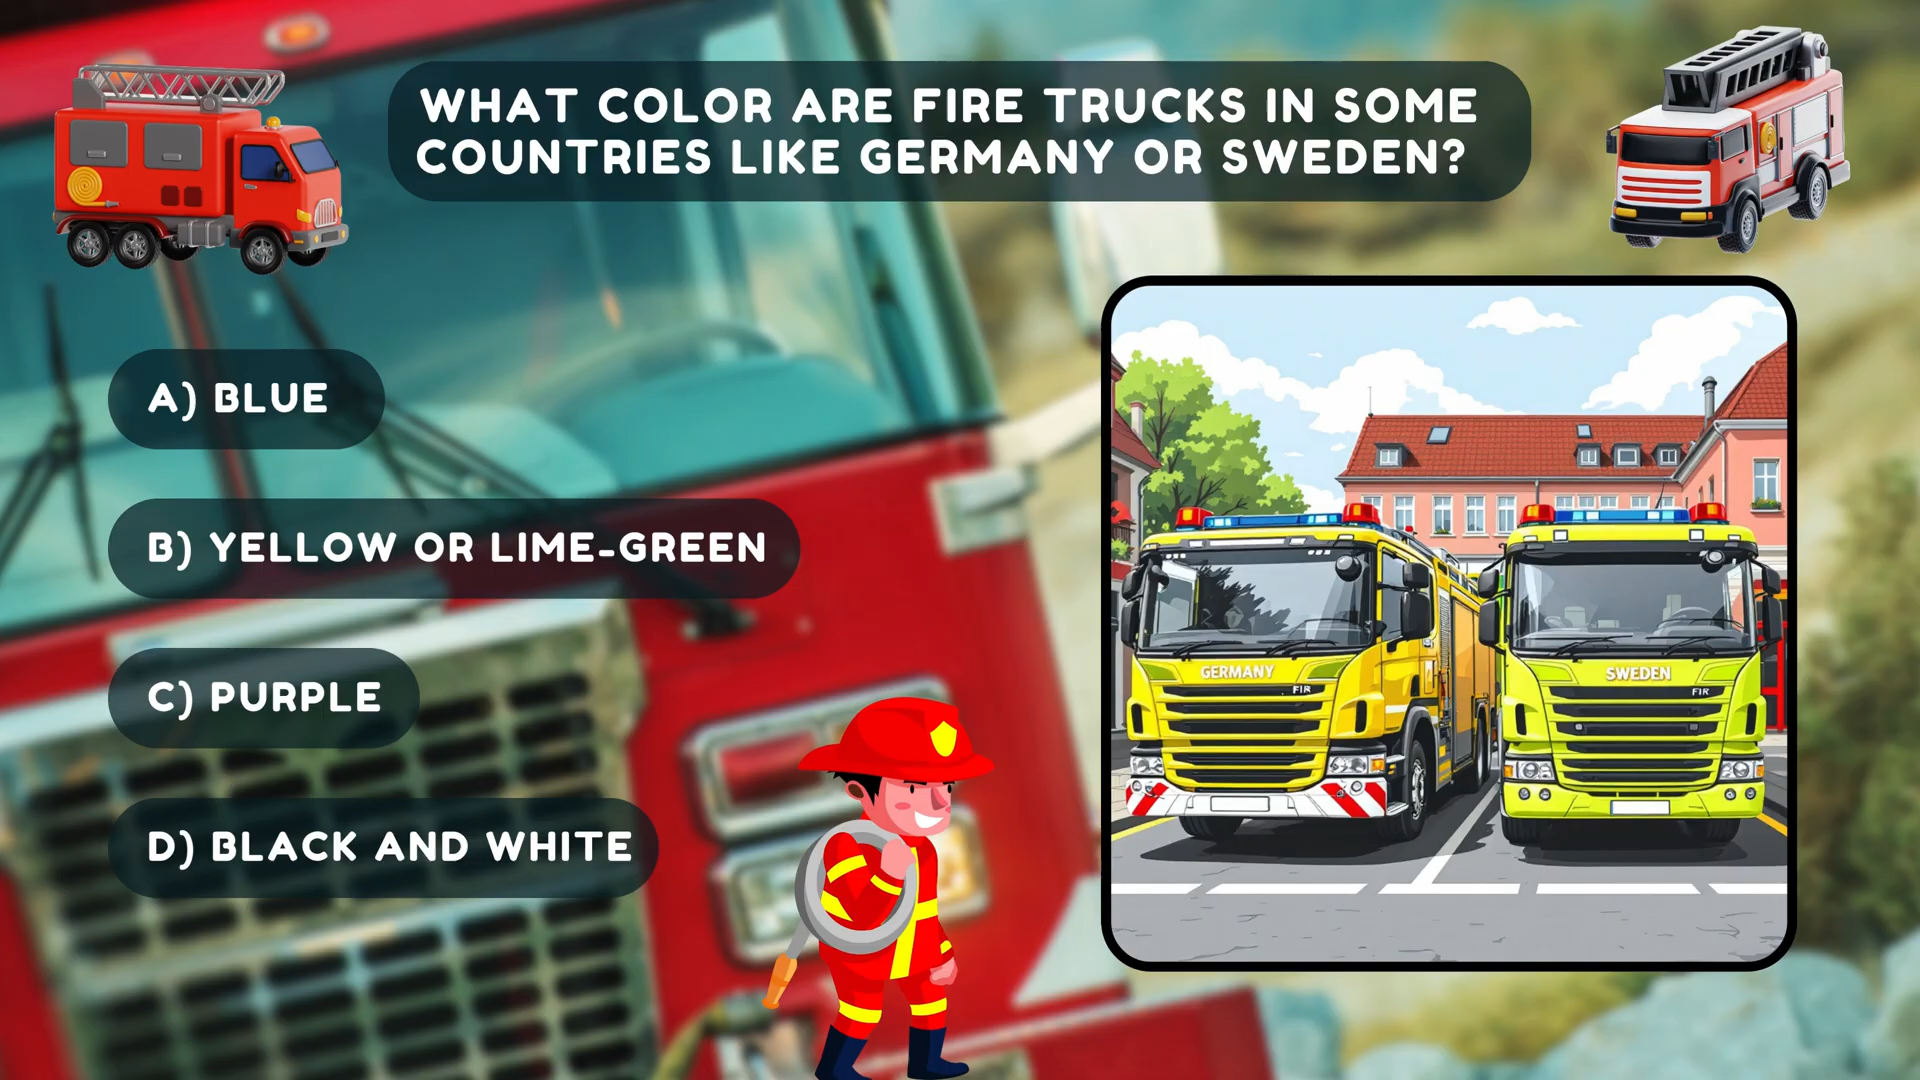 WHAT COLOR ARE FIRE TRUCKS IN SOME
COUNTRIES LIKE GERMANY OR SWEDEN?
A) BLUE
B) YELLOW OR LIME-GREEN
C) PURPLE
D) BLACK AND WHITE
GERMANY
FIR
SWEDEN
FIR